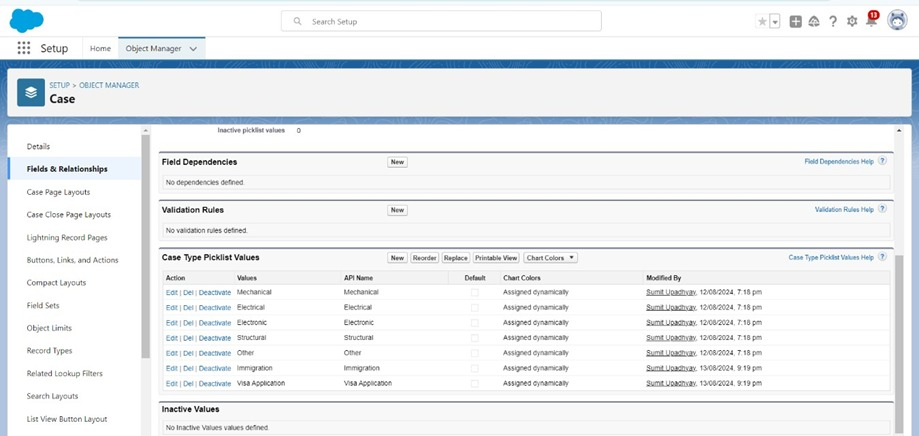 Search Setup
13
Setup Home Object Manager
SETUP > OBJECT MANAGER
Case
Details
Fields & Relationships
Case Page Layouts
Case Close Page Layouts
Lightning Record Pages
Buttons, Links, and Actions
Compact Layouts
Field Sets
Object Limits
Record Types
Related Lookup Filters
Search Layouts
List View Button Layout
Inactive picklist values 0
Field Dependencies New Field Dependencies Help ?
No dependencies defined.
Validation Rules New Validation Rules Help ?
No validation rules defined.
Case Type Picklist Values New Reorder Replace Printable View Chart Colors Case Type Picklist Values Help ?
Action Values API Name Default Chart Colors Modified By
Edit | Del | Deactivate Mechanical Mechanical Assigned dynamically Sumit Upadhyay, 12/08/2024, 7:18 pm
Edit | Del | Deactivate Electrical Electrical Assigned dynamically Sumit Upadhyay, 12/08/2024, 7:18 pm
Edit | Del | Deactivate Electronic Electronic Assigned dynamically Sumit Upadhyay, 12/08/2024, 7:18 pm
Edit | Del | Deactivate Structural Structural Assigned dynamically Sumit Upadhyay, 12/08/2024, 7:18 pm
Edit | Del | Deactivate Other Other Assigned dynamically Sumit Upadhyay, 12/08/2024, 7:18 pm
Edit | Del | Deactivate Immigration Immigration Assigned dynamically Sumit Upadhyay, 13/08/2024, 9:19 pm
Edit | Del | Deactivate Visa Application Visa Application Assigned dynamically Sumit Upadhyay, 13/08/2024, 9:19 pm
Inactive Values
No Inactive Values values defined.